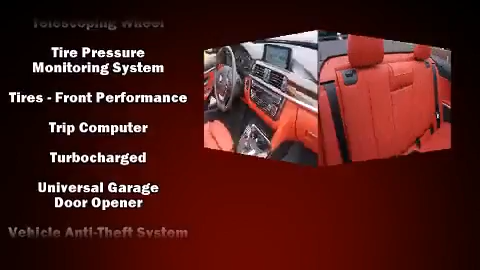 Telescoping Wheel
Tire Pressure
Monitoring System
Tires - Front Performance
Trip Computer
Turbocharged
Universal Garage
Door Opener
Vehicle Anti-Theft System